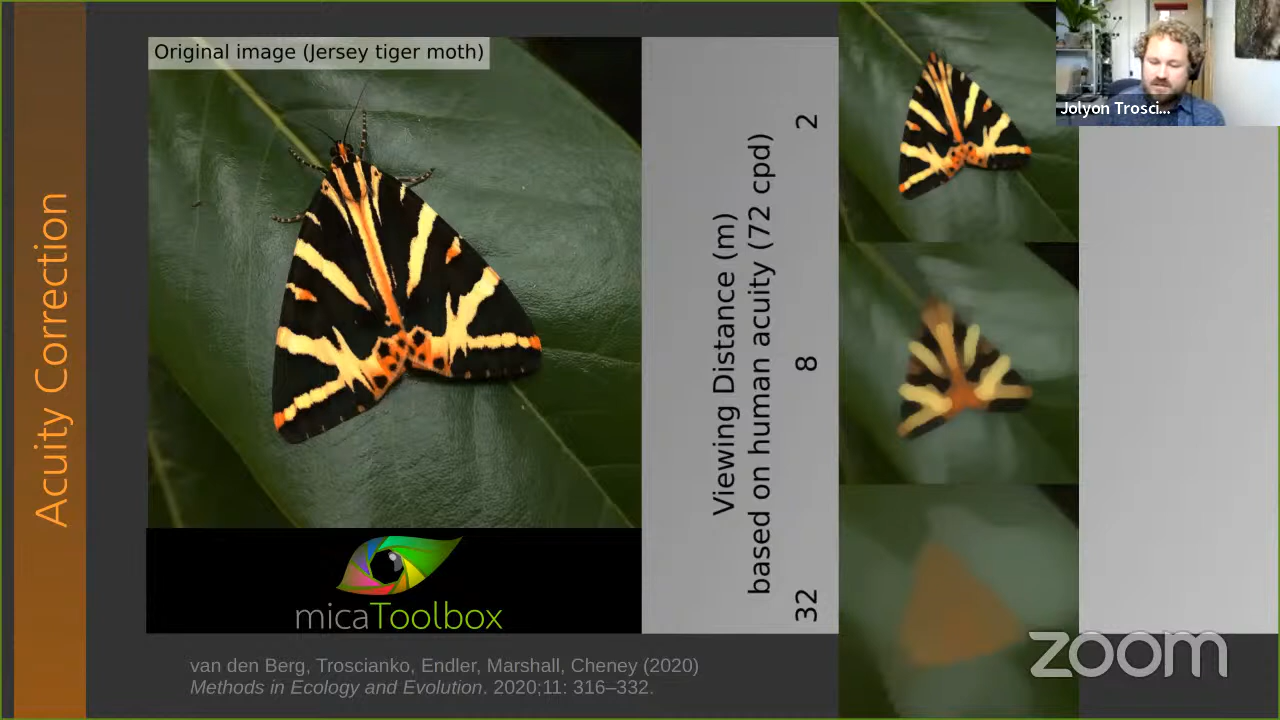 Acuity Correction
Original image (Jersey tiger moth)
Viewing Distance (m)
based on human acuity (72 cpd)
2
8
32
Jolyon Trosci...
micaToolbox
van den Berg, Troscianko, Endler, Marshall, Cheney (2020)
Methods in Ecology and Evolution. 2020;11: 316–332.
zoom